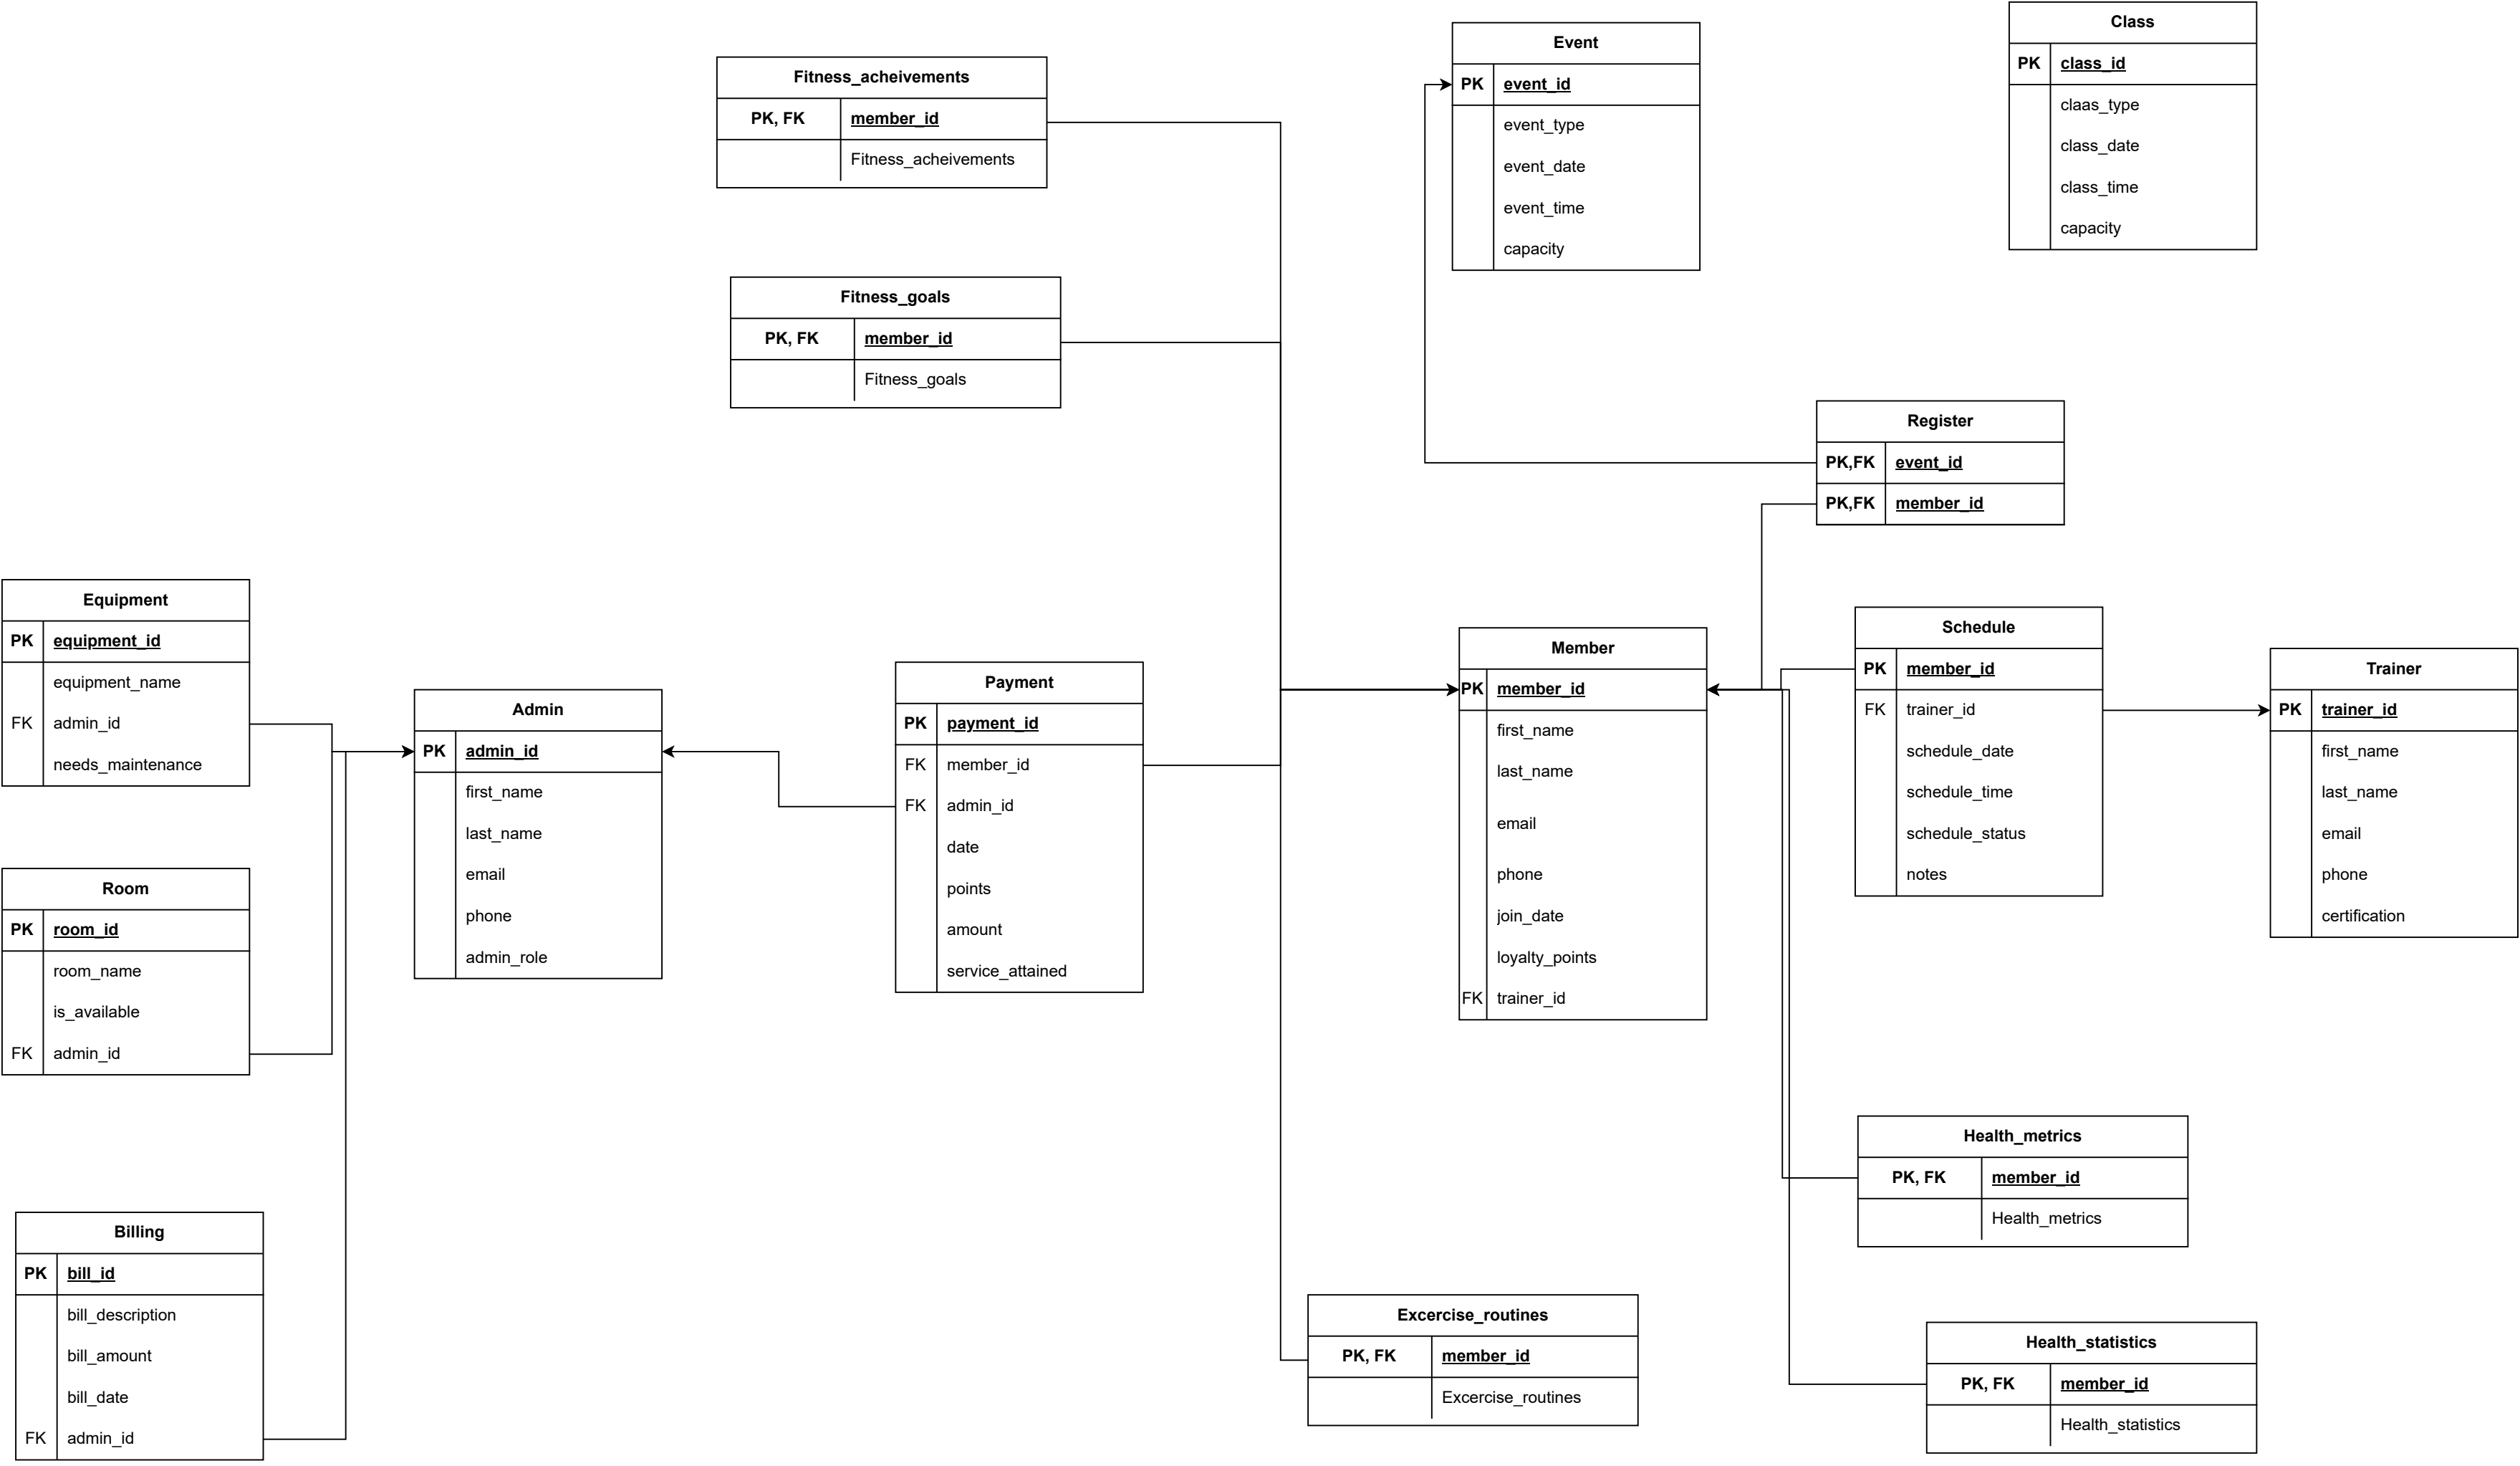 Fitness_acheivements
PK, FK member_id
Fitness_acheivements
Event
PK event_id
event_type
event_date
event_time
capacity
Class
PK class_id
claas_type
class_date
class_time
capacity
Fitness_goals
PK, FK member_id
Fitness_goals
Register
PK,FK event_id
PK,FK member_id
Equipment
PK equipment_id
equipment_name
FK admin_id
needs_maintenance
Admin
PK admin_id
first_name
last_name
email
phone
admin_role
Payment
PK payment_id
FK member_id
FK admin_id
date
points
amount
service_attained
Member
PK member_id
first_name
last_name
email
phone
join_date
loyalty_points
FK trainer_id
Schedule
PK member_id
FK trainer_id
schedule_date
schedule_time
schedule_status
notes
Trainer
PK trainer_id
first_name
last_name
email
phone
certification
Room
PK room_id
room_name
is_available
FK admin_id
Health_metrics
PK, FK member_id
Health_metrics
Billing
PK bill_id
bill_description
bill_amount
bill_date
FK admin_id
Excercise_routines
PK, FK member_id
Excercise_routines
Health_statistics
PK, FK member_id
Health_statistics